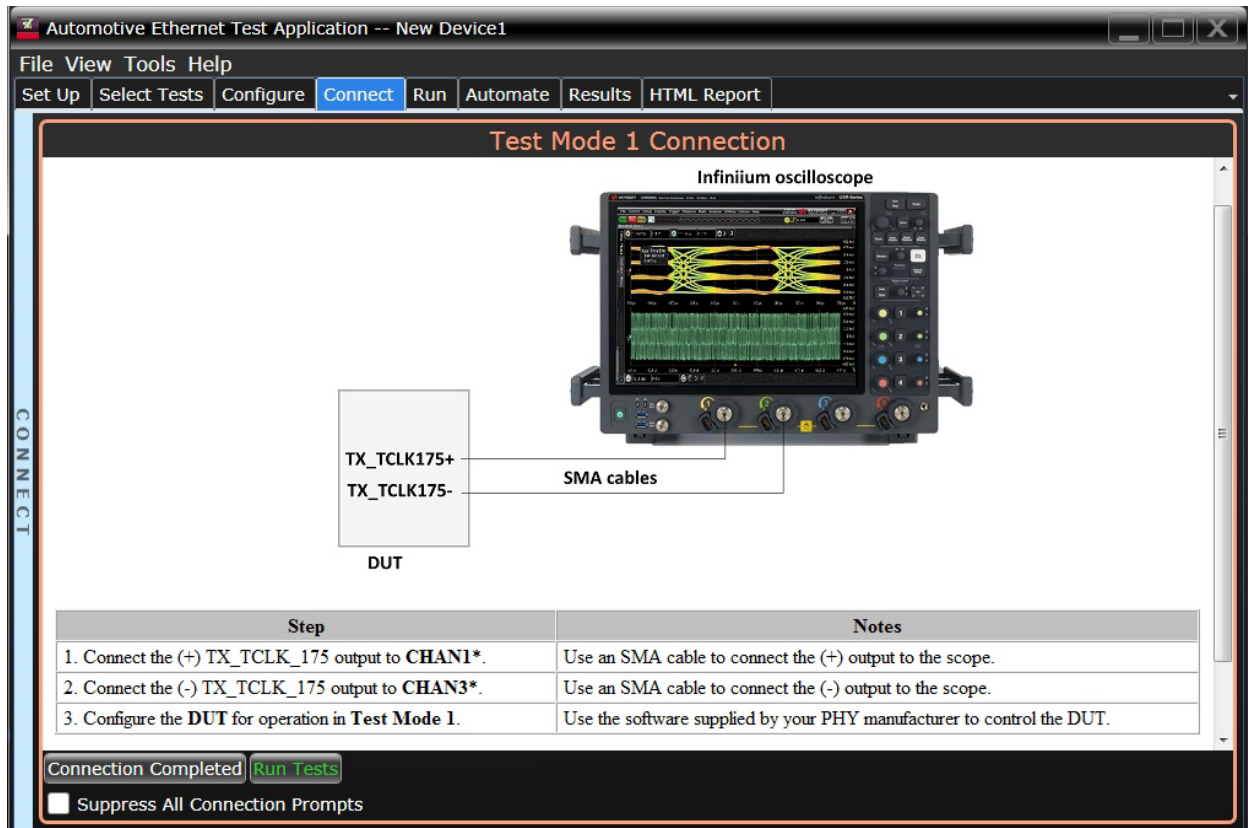 Automotive Ethernet Test Application -- New Device1
File View Tools Help
Set Up Select Tests Configure Connect Run Automate Results HTML Report
CONNECT
Test Mode 1 Connection
Infiniium oscilloscope
1 2 3 4
TX_TCLK175+
TX_TCLK175-
SMA cables
DUT
Step Notes
1. Connect the (+) TX_TCLK_175 output to CHAN1*. Use an SMA cable to connect the (+) output to the scope.
2. Connect the (-) TX_TCLK_175 output to CHAN3*. Use an SMA cable to connect the (-) output to the scope.
3. Configure the DUT for operation in Test Mode 1. Use the software supplied by your PHY manufacturer to control the DUT.
Connection Completed Run Tests
Suppress All Connection Prompts